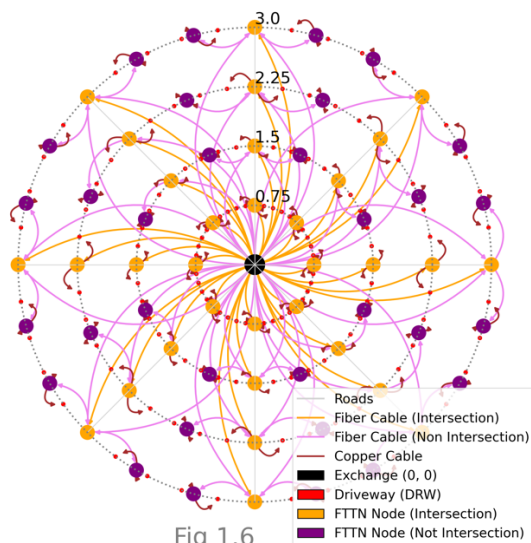 3.0
2.25
1.5
0.75
Roads
Fiber Cable (Intersection)
Fiber Cable (Non Intersection)
Copper Cable
Exchange (0, 0)
Driveway (DRW)
FTTN Node (Intersection)
FTTN Node (Not Intersection)
Fig 1.6